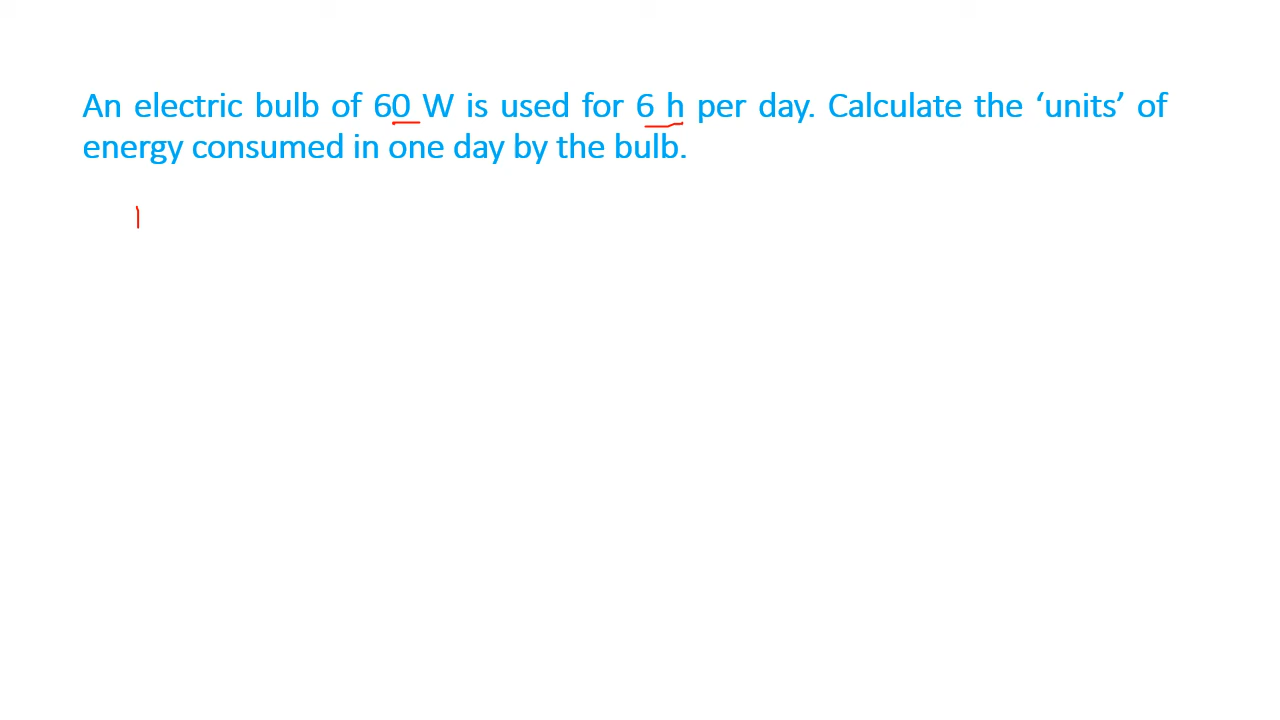 An electric bulb of 60 W is used for 6 h per day. Calculate the ‘units’ of
energy consumed in one day by the bulb.